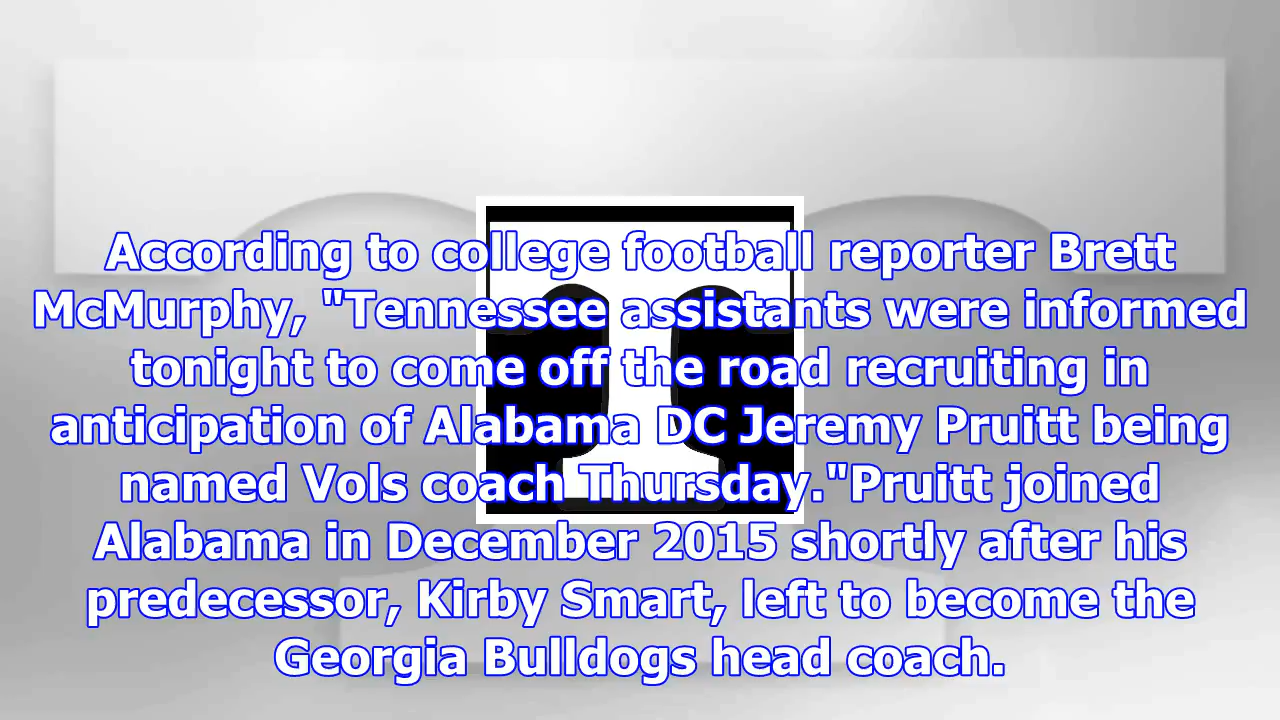 According to college football reporter Brett
McMurphy, "Tennessee assistants were informed
tonight to come off the road recruiting in
anticipation of Alabama DC Jeremy Pruitt being
named Vols coach Thursday."Pruitt joined
Alabama in December 2015 shortly after his
predecessor, Kirby Smart, left to become the
Georgia Bulldogs head coach.